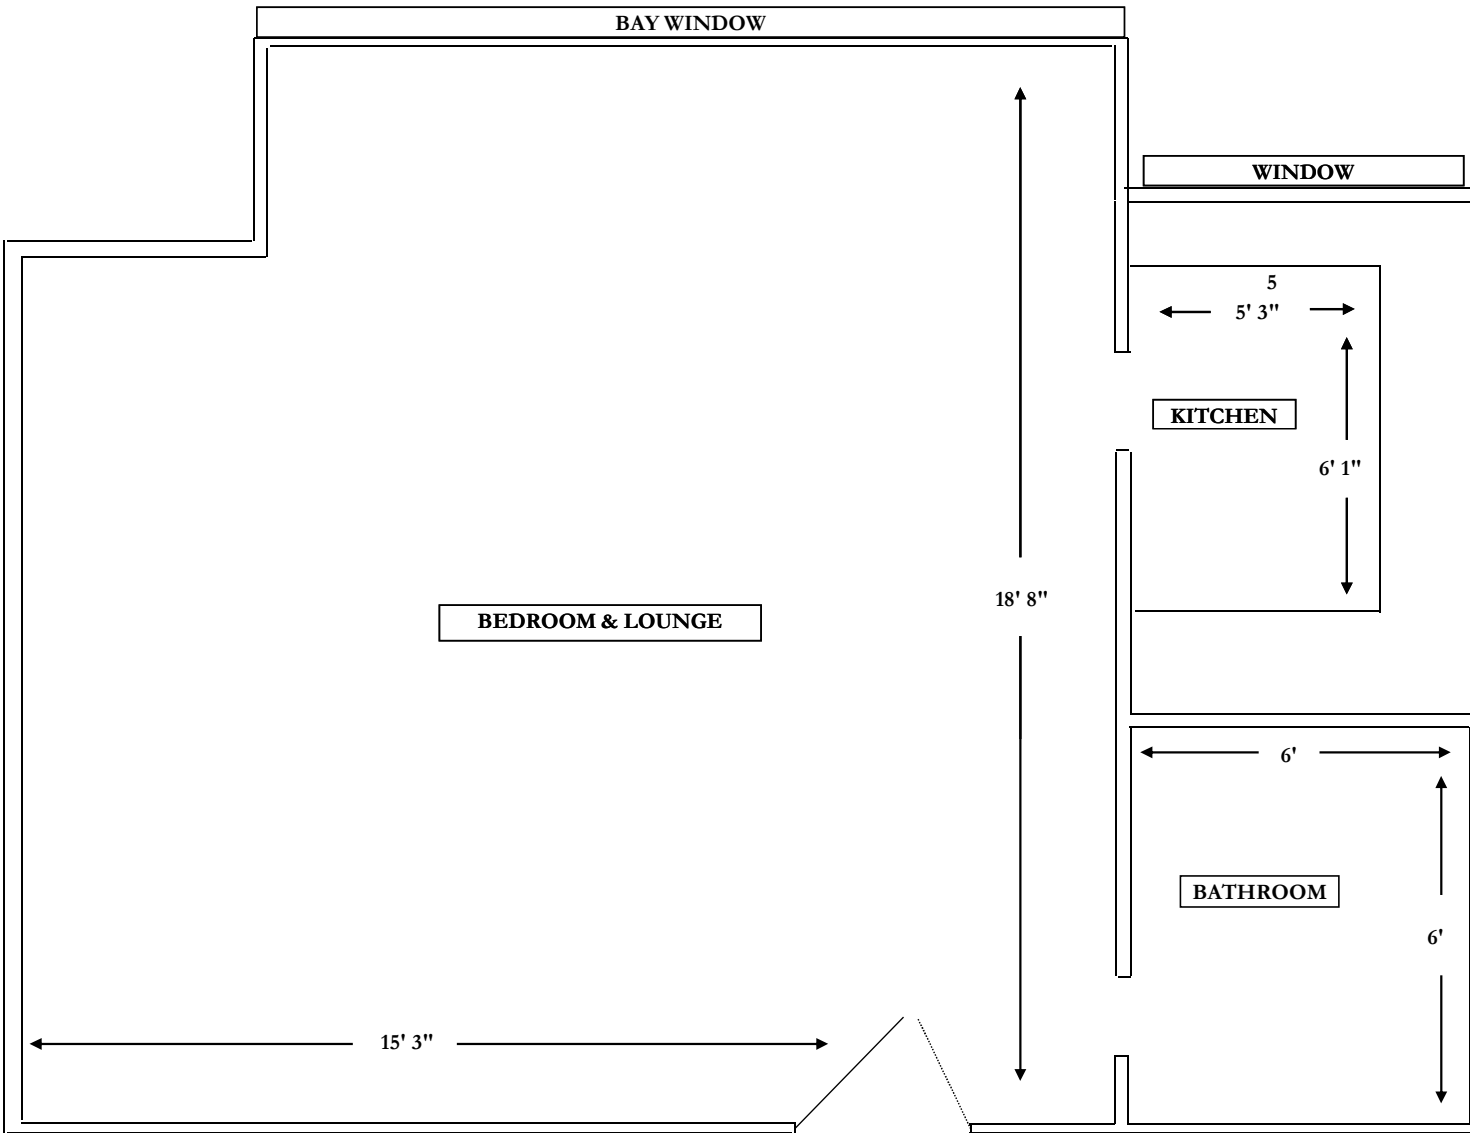 BAY WINDOW
WINDOW
5
5' 3"
KITCHEN
6' 1"
18' 8"
BEDROOM & LOUNGE
6'
BATHROOM
6'
15' 3"